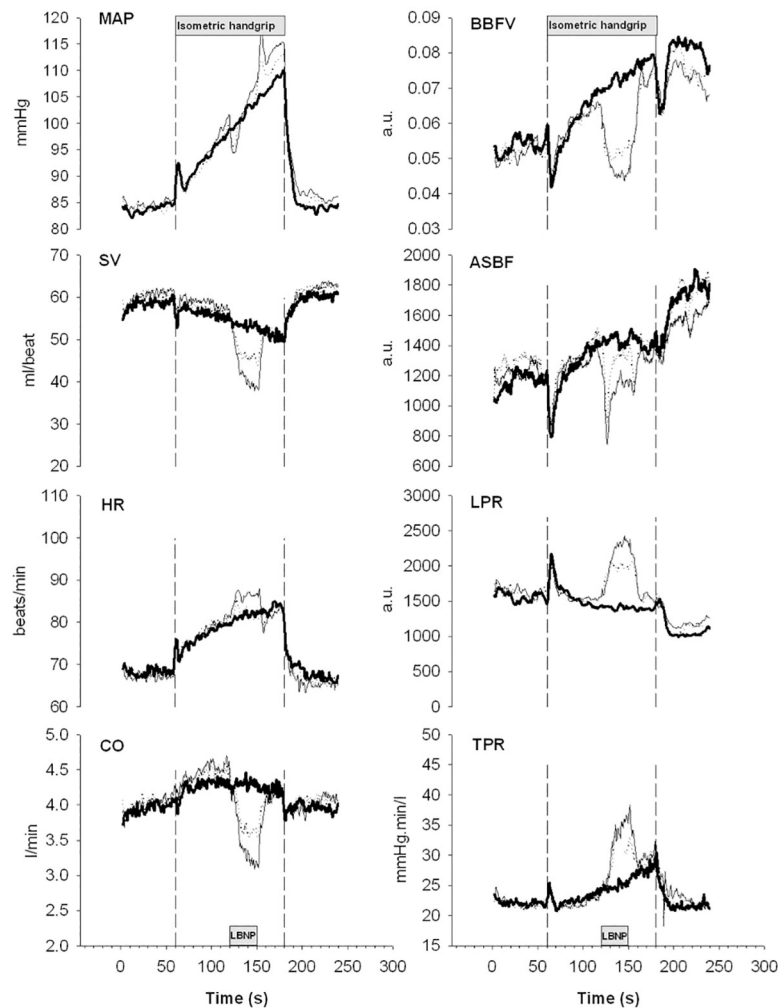 MAP
Isometric handgrip
120
115
110
105
100
95
90
85
80
mmHg
BBFV
Isometric handgrip
0.09
0.08
0.07
0.06
0.05
0.04
0.03
a.u.
SV
70
60
50
40
30
20
ml/beat
ASBF
2000
1800
1600
1400
1200
1000
800
600
a.u.
HR
110
100
90
80
70
60
beats/min
LPR
3000
2500
2000
1500
1000
500
0
a.u.
CO
5.0
4.5
4.0
3.5
3.0
2.5
2.0
l/min
LBNP
0 50 100 150 200 250 300
Time (s)
TPR
50
45
40
35
30
25
20
15
mmHg.min/l
LBNP
0 50 100 150 200 250 300
Time (s)